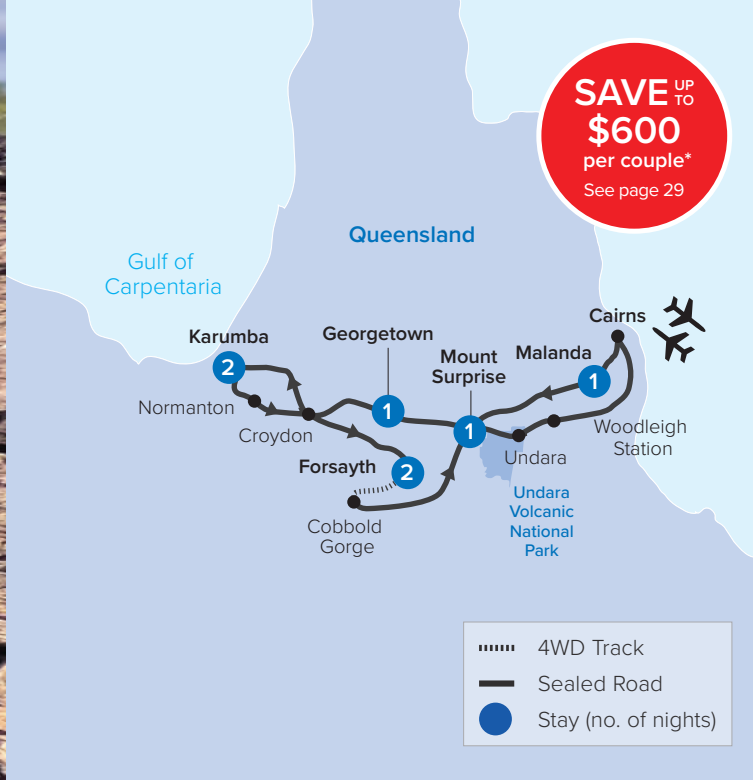 SAVE UP TO
$600
per couple*
See page 29
Queensland
Gulf of
Carpentaria
Cairns
Karumba
Georgetown
Mount
Surprise
Malanda
2
1
1
1
Normanton
Croydon
Woodleigh
Station
Forsayth
2
Undara
Cobbold
Gorge
Undara
Volcanic
National
Park
4WD Track
Sealed Road
Stay (no. of nights)